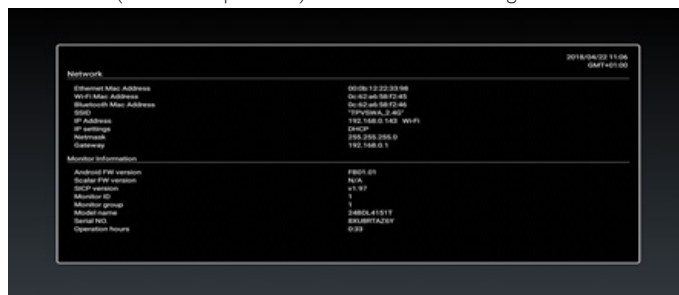 2018/04/22 11:06
GMT+01:00
Network
Ethernet Mac Address 00:0b:12:22:33:98
Wi-Fi Mac Address 0c:62:a6:58:f2:45
Bluetooth Mac Address 0c:62:a6:58:f2:46
SSID "TPVSWA_2.4G"
IP Address 192.168.0.143 Wi-Fi
IP settings DHCP
Netmask 255.255.255.0
Gateway 192.168.0.1
Monitor Information
Android FW version FB01.01
Scalar FW version N/A
SICP version v1.97
Monitor ID 1
Monitor group 1
Model name 24BDL4151T
Serial NO.
Operation hours 0:33